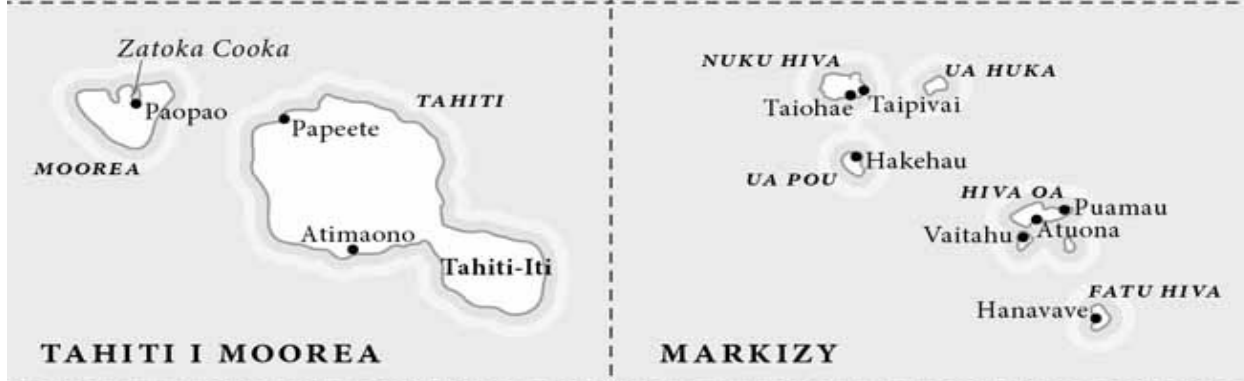 Zatoka Cooka
Paopao
MOOREA
TAHITI
Papeete
Atimaono
Tahiti-Iti
TAHITI I MOOREA
NUKU HIVA
UA HUKA
Taiohae
Taipivai
Hakehau
UA POU
HIVA OA
Puamau
Vaitahu
Atuona
FATU HIVA
Hanavave
MARKIZY